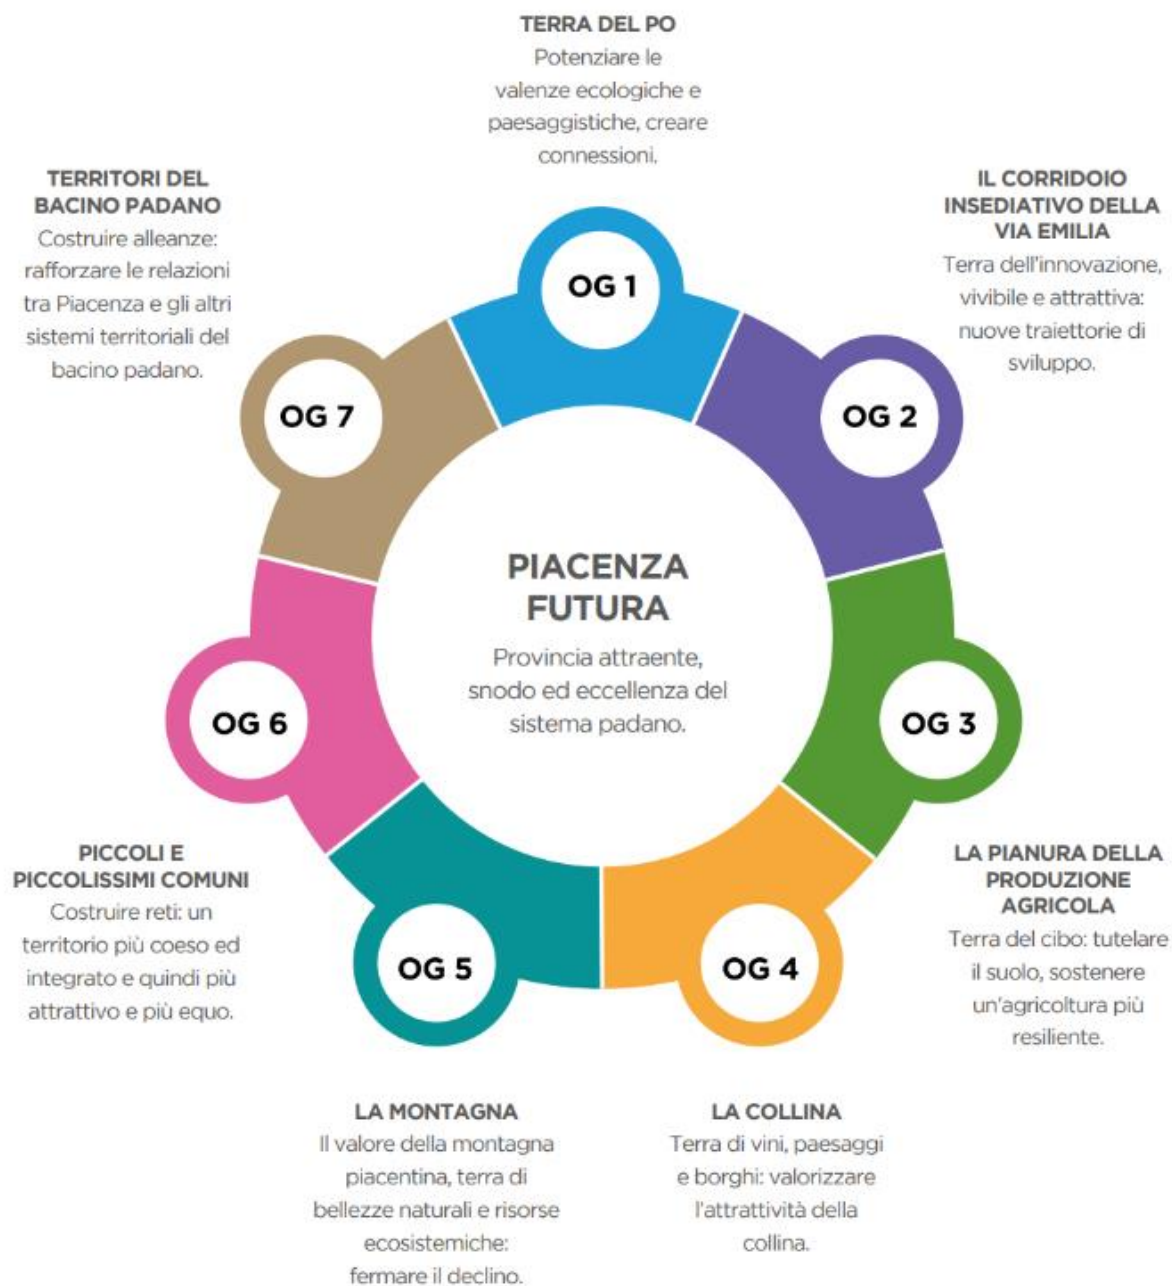 TERRA DEL PO
Potenziare le
valenze ecologiche e
paesaggistiche, creare
connessioni.
OG 1
IL CORRIDOIO
INSEDIATIVO DELLA
VIA EMILIA
Terra dell'innovazione,
vivibile e attrattiva:
nuove traiettorie di
sviluppo.
OG 2
LA PIANURA DELLA
PRODUZIONE
AGRICOLA
Terra del cibo: tutelare
il suolo, sostenere
un'agricoltura più
resiliente.
OG 3
LA COLLINA
Terra di vini, paesaggi
e borghi: valorizzare
l'attrattività della
collina.
OG 4
LA MONTAGNA
Il valore della montagna
piacentina, terra di
bellezze naturali e risorse
ecosistemiche:
fermare il declino.
OG 5
PICCOLI E
PICCOLISSIMI COMUNI
Costruire reti: un
territorio più coeso ed
integrato e quindi più
attrattivo e più equo.
OG 6
TERRITORI DEL
BACINO PADANO
Costruire alleanze:
rafforzare le relazioni
tra Piacenza e gli altri
sistemi territoriali del
bacino padano.
OG 7
PIACENZA
FUTURA
Provincia attraente,
snodo ed eccellenza del
sistema padano.